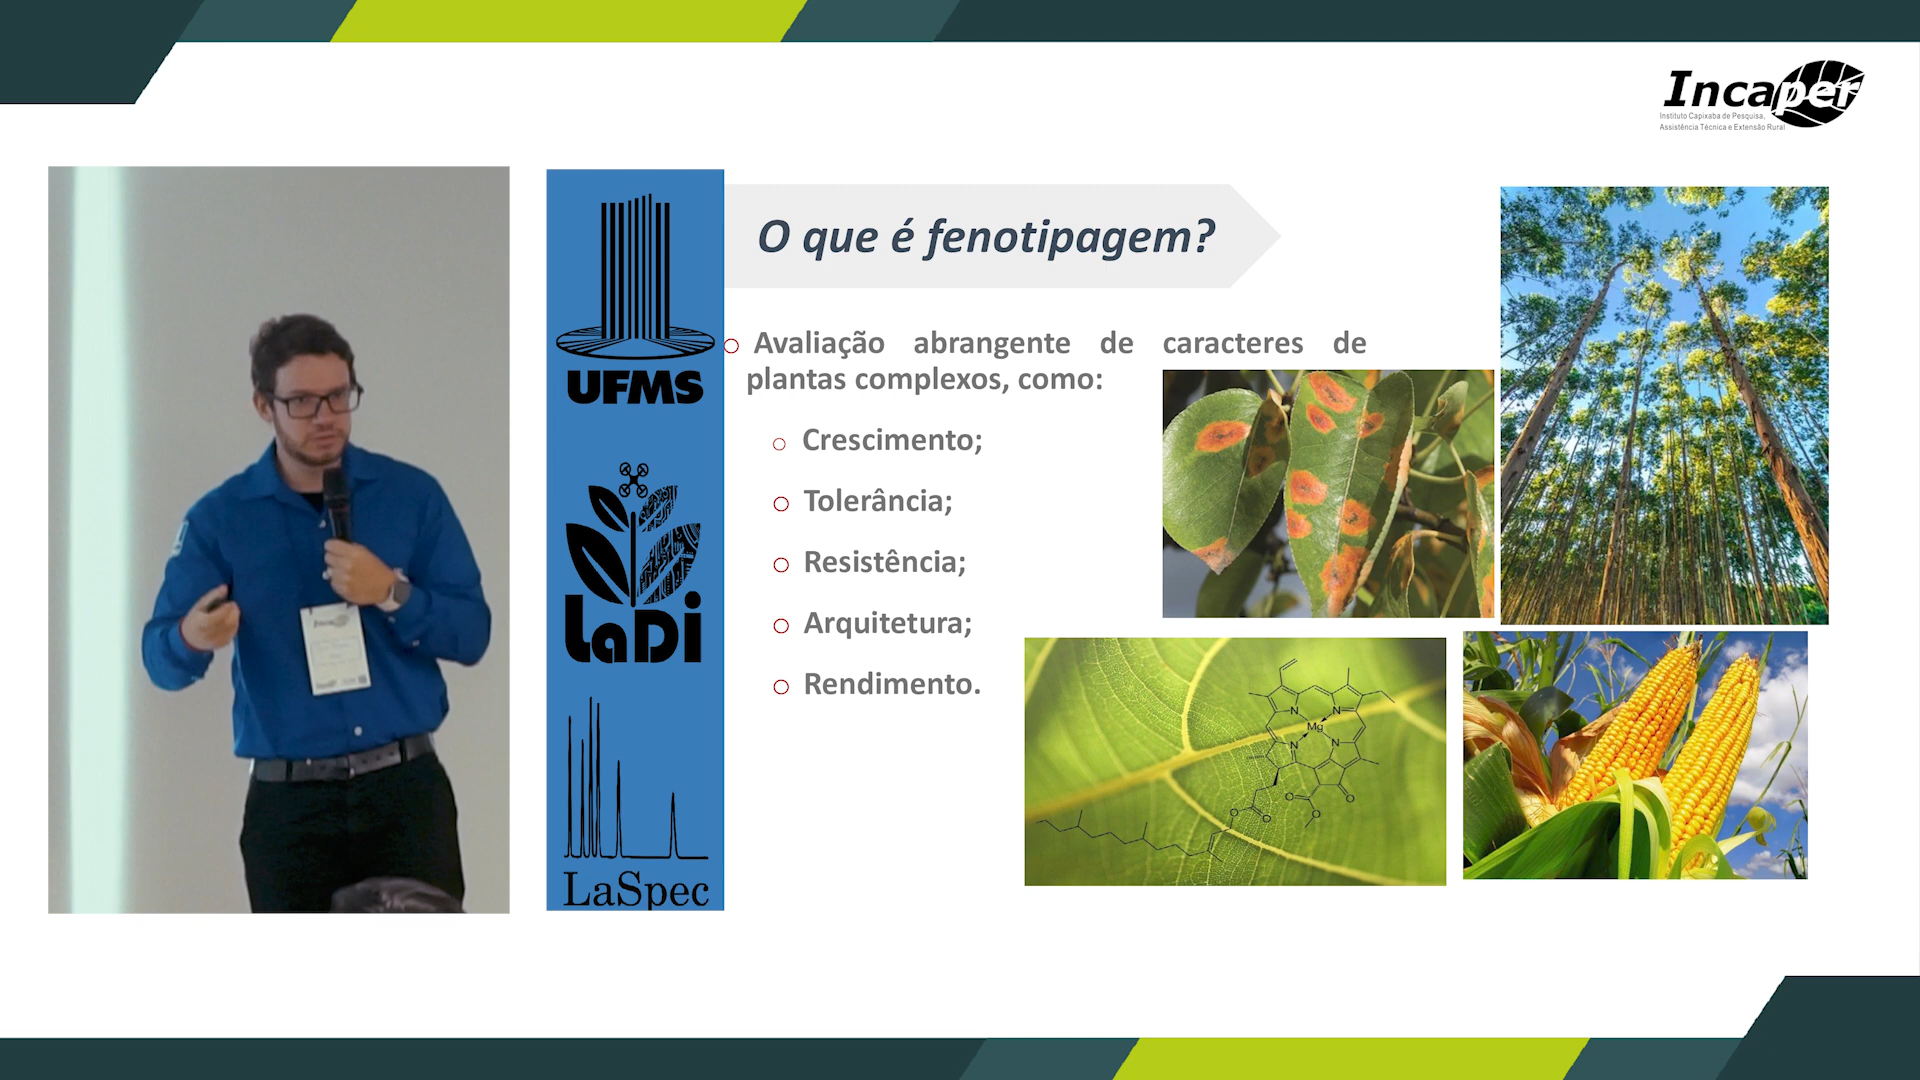 Incaper
Instituto Capixaba de Pesquisa,
Assistência Técnica e Extensão Rural
UFMS
LaDi
LaSpec
O que é fenotipagem?
Avaliação abrangente de caracteres de
plantas complexos, como:
Crescimento;
Tolerância;
Resistência;
Arquitetura;
Rendimento.
N
N
Mg
N
N
O
O
O
O
O